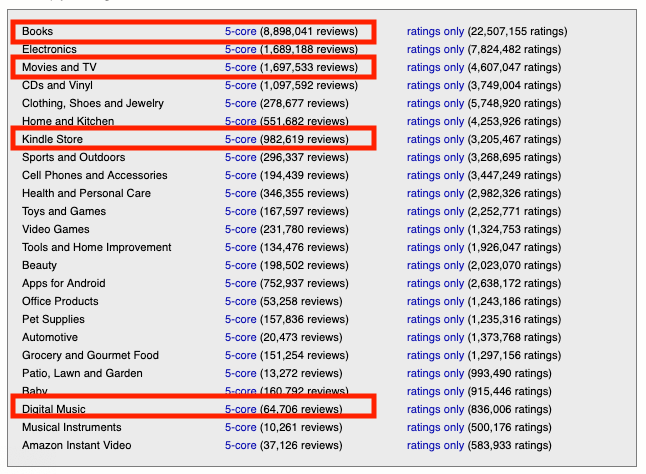 Books 5-core (8,898,041 reviews) ratings only (22,507,155 ratings)
Electronics 5-core (1,689,188 reviews) ratings only (7,824,482 ratings)
Movies and TV 5-core (1,697,533 reviews) ratings only (4,607,047 ratings)
CDs and Vinyl 5-core (1,097,592 reviews) ratings only (3,749,004 ratings)
Clothing, Shoes and Jewelry 5-core (278,677 reviews) ratings only (5,748,920 ratings)
Home and Kitchen 5-core (551,682 reviews) ratings only (4,253,926 ratings)
Kindle Store 5-core (982,619 reviews) ratings only (3,205,467 ratings)
Sports and Outdoors 5-core (296,337 reviews) ratings only (3,268,695 ratings)
Cell Phones and Accessories 5-core (194,439 reviews) ratings only (3,447,249 ratings)
Health and Personal Care 5-core (346,355 reviews) ratings only (2,982,326 ratings)
Toys and Games 5-core (167,597 reviews) ratings only (2,252,771 ratings)
Video Games 5-core (231,780 reviews) ratings only (1,324,753 ratings)
Tools and Home Improvement 5-core (134,476 reviews) ratings only (1,926,047 ratings)
Beauty 5-core (198,502 reviews) ratings only (2,023,070 ratings)
Apps for Android 5-core (752,937 reviews) ratings only (2,638,172 ratings)
Office Products 5-core (53,258 reviews) ratings only (1,243,186 ratings)
Pet Supplies 5-core (157,836 reviews) ratings only (1,235,316 ratings)
Automotive 5-core (20,473 reviews) ratings only (1,373,768 ratings)
Grocery and Gourmet Food 5-core (151,254 reviews) ratings only (1,297,156 ratings)
Patio, Lawn and Garden 5-core (13,272 reviews) ratings only (993,490 ratings)
Baby 5-core (160,792 reviews) ratings only (915,446 ratings)
Digital Music 5-core (64,706 reviews) ratings only (836,006 ratings)
Musical Instruments 5-core (10,261 reviews) ratings only (500,176 ratings)
Amazon Instant Video 5-core (37,126 reviews) ratings only (583,933 ratings)